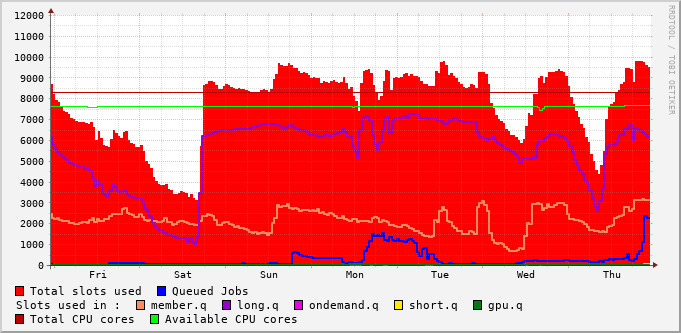 12000
11000
10000
9000
8000
7000
6000
5000
4000
3000
2000
1000
0
Fri Sat Sun Mon Tue Wed Thu
RRDTOOL / TOBI OETIKER
Total slots used Queued Jobs
Slots used in : member.q long.q ondemand.q short.q gpu.q
Total CPU cores Available CPU cores